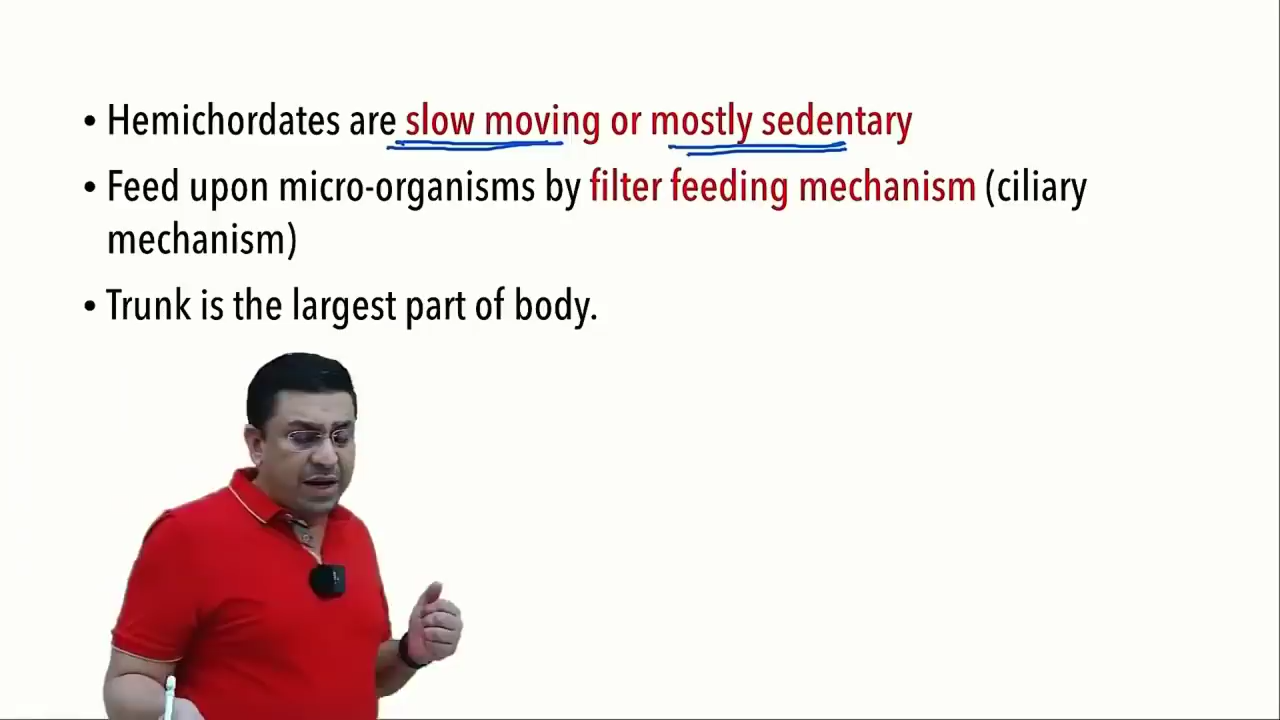 • Hemichordates are slow moving or mostly sedentary
• Feed upon micro-organisms by filter feeding mechanism (ciliary
mechanism)
• Trunk is the largest part of body.